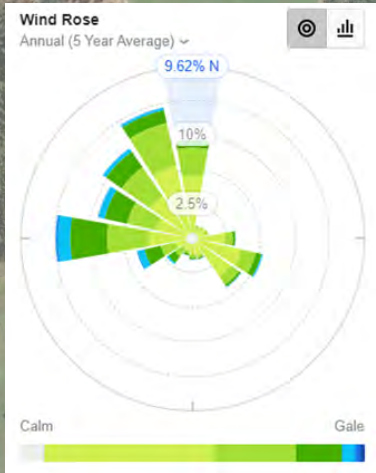 Wind Rose
Annual (5 Year Average)
9.62% N
10%
2.5%
Calm Gale